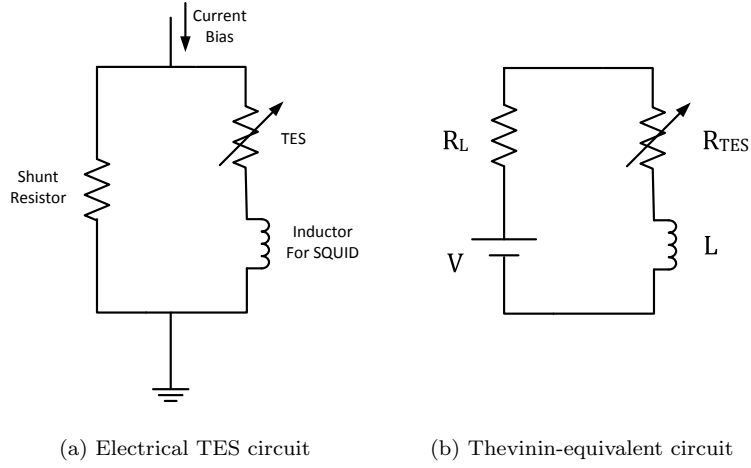 Current
Bias
TES
Shunt
Resistor
Inductor
For SQUID
R_L
R_TES
V
L
(a) Electrical TES circuit
(b) Thevinin-equivalent circuit